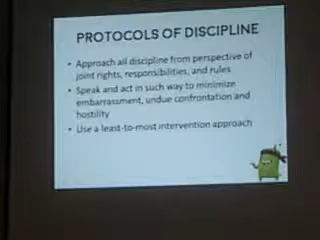 PROTOCOLS OF DISCIPLINE
• Approach all discipline from perspective of
joint rights, responsibilities, and rules
• Speak and act in such way to minimize
embarrassment, undue confrontation and
hostility
• Use a least-to-most intervention approach